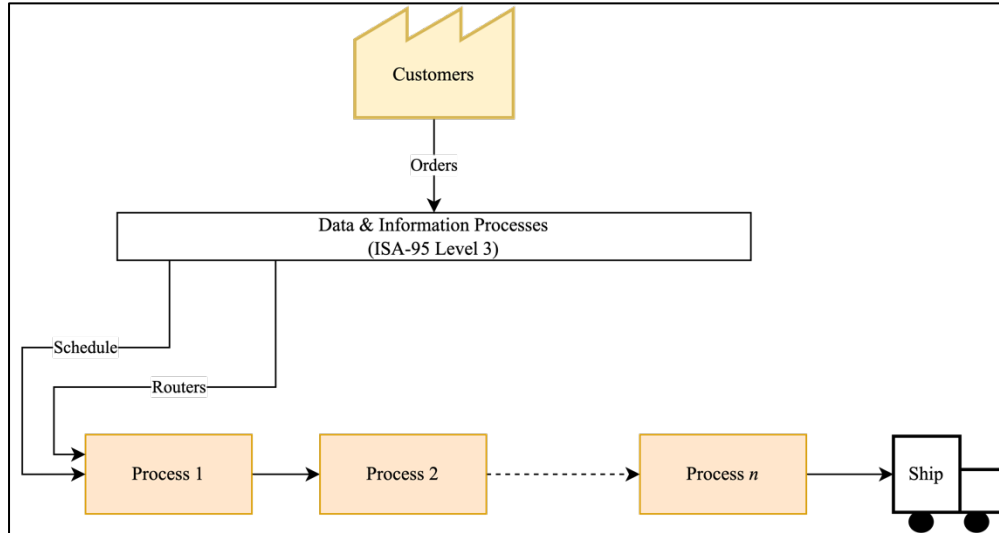 Customers
Orders
Data & Information Processes
(ISA-95 Level 3)
Schedule
Routers
Process 1
Process 2
Process n
Ship